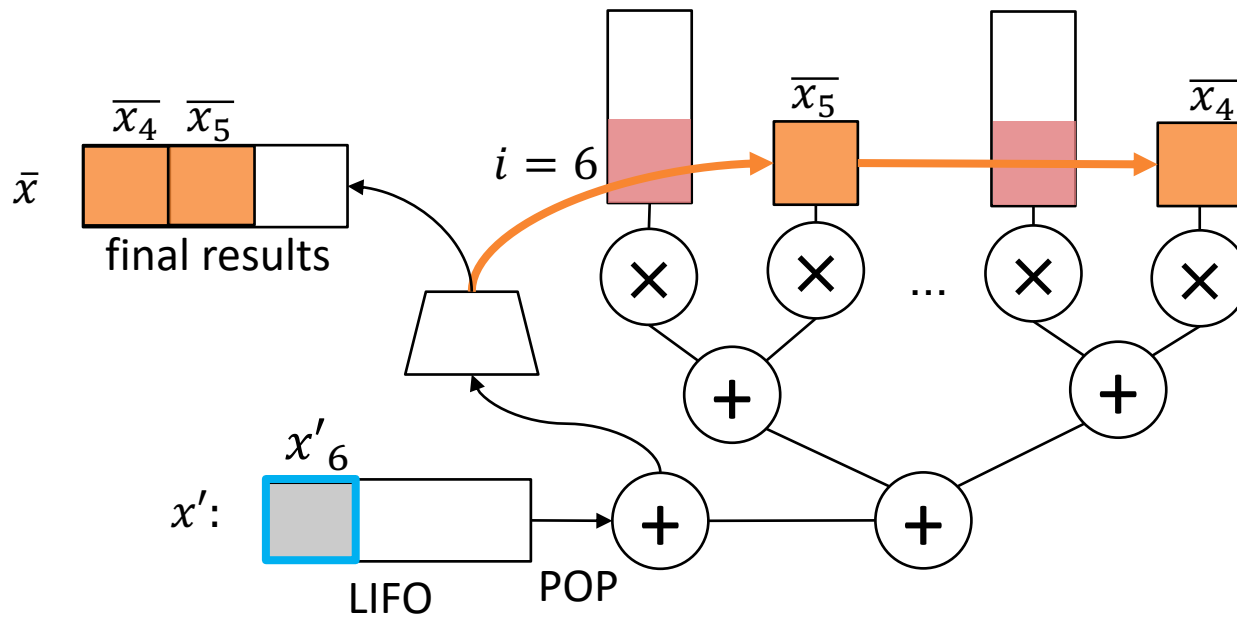 x̄
x̄₄ x̄₅
final results
i = 6
x̄₅
x̄₄
× × ... × ×
+ +
x'₆
x':
+ +
LIFO
POP